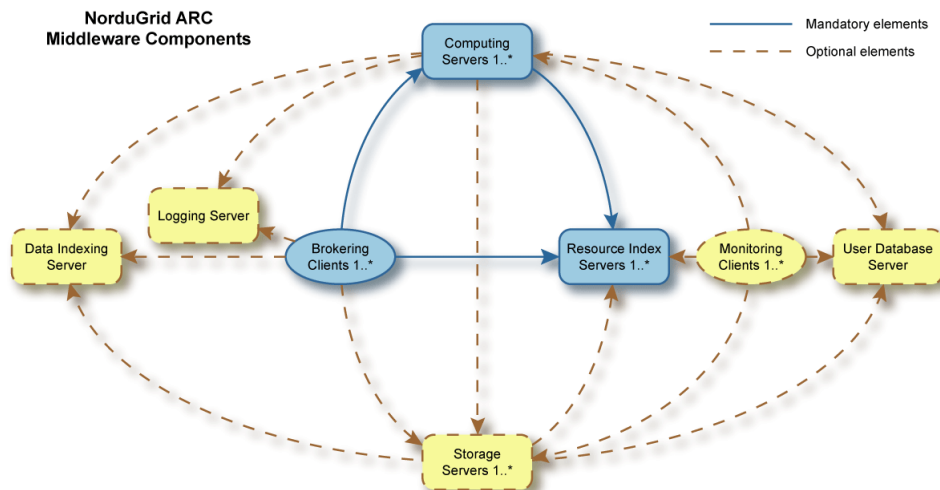 NorduGrid ARC
Middleware Components
Mandatory elements
Optional elements
Computing
Servers 1..*
Logging Server
Data Indexing
Server
Brokering
Clients 1..*
Resource Index
Servers 1..*
Monitoring
Clients 1..*
User Database
Server
Storage
Servers 1..*